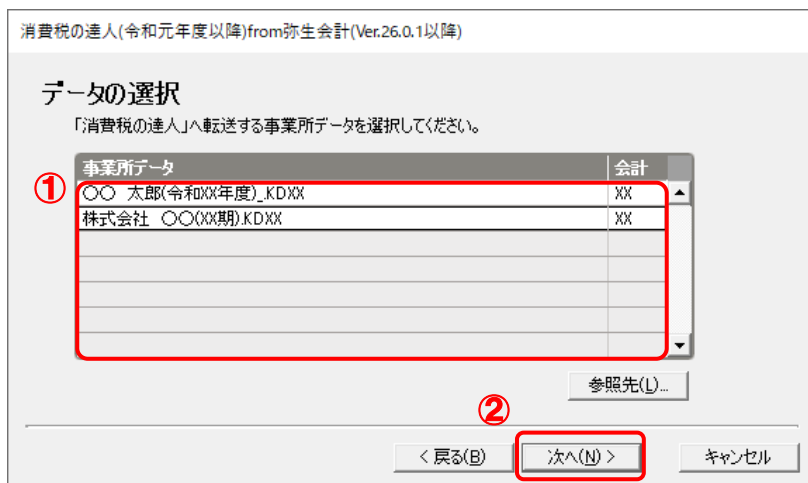 消費税の達人(令和元年度以降)from弥生会計(Ver.26.0.1以降)
データの選択
「消費税の達人」へ転送する事業所データを選択してください。
事業所データ 会計
① 〇〇 太郎(令和XX年度)_.KDXX XX
株式会社 〇〇(XX期).KDXX XX
参照先(L)...
②
< 戻る(B) 次へ(N) > キャンセル